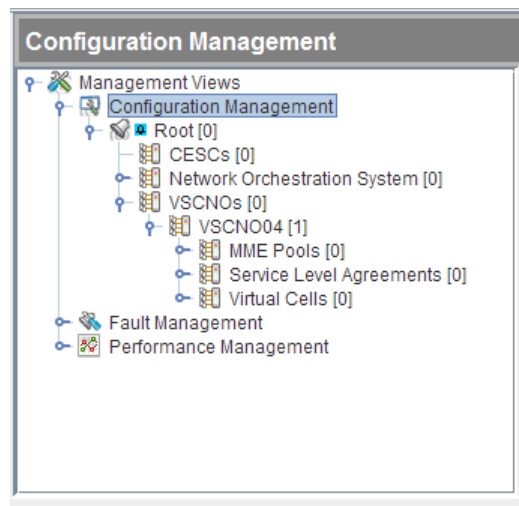 Configuration Management
Management Views
Configuration Management
Root [0]
CESCs [0]
Network Orchestration System [0]
VSCNOs [0]
VSCNO04 [1]
MME Pools [0]
Service Level Agreements [0]
Virtual Cells [0]
Fault Management
Performance Management